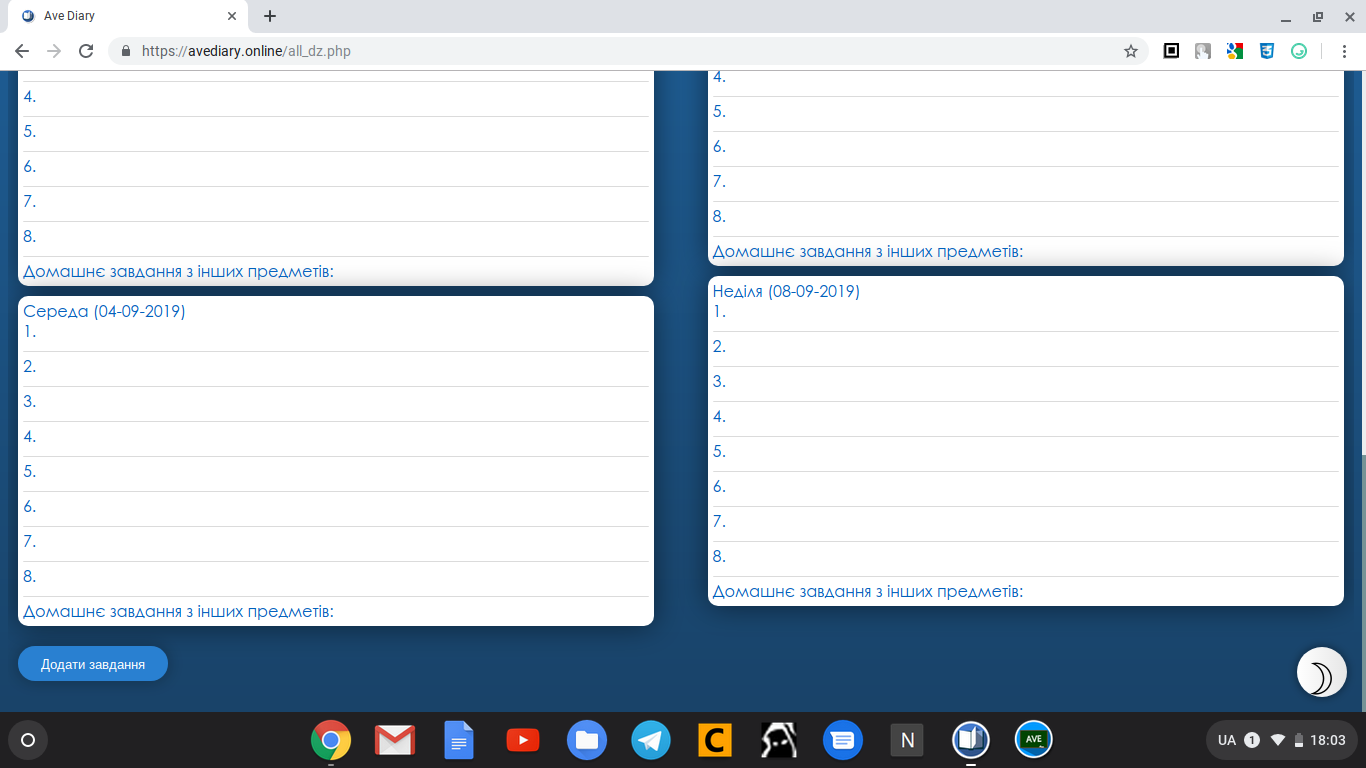 Ave Diary
https://avediary.online/all_dz.php
4.
5.
6.
7.
8.
Домашнє завдання з інших предметів:
Середа (04-09-2019)
1.
2.
3.
4.
5.
6.
7.
8.
Домашнє завдання з інших предметів:
Додати завдання
4.
5.
6.
7.
8.
Домашнє завдання з інших предметів:
Неділя (08-09-2019)
1.
2.
3.
4.
5.
6.
7.
8.
Домашнє завдання з інших предметів:
C
N
AVE
UA 1 18:03